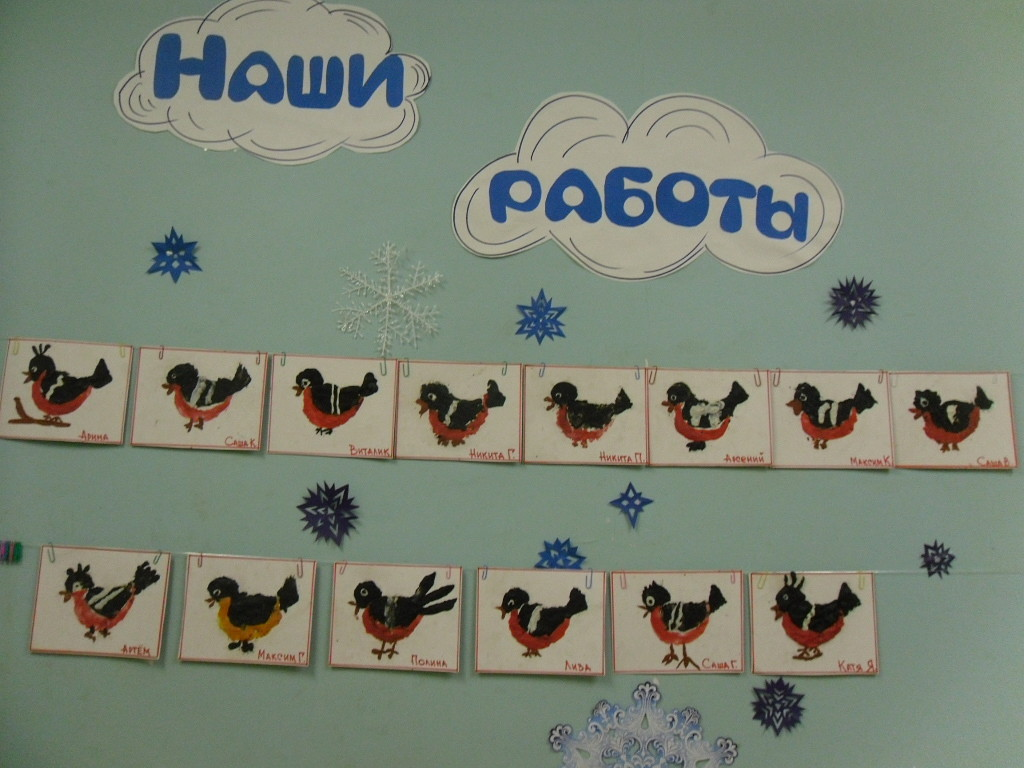 Наши
работы
Арина
Саша К.
Виталик
Никита Г.
Никита П.
Арсений
Максим К.
Саша В.
Артём
Максим Г.
Полина
Лиза
Саша Г.
Катя Я